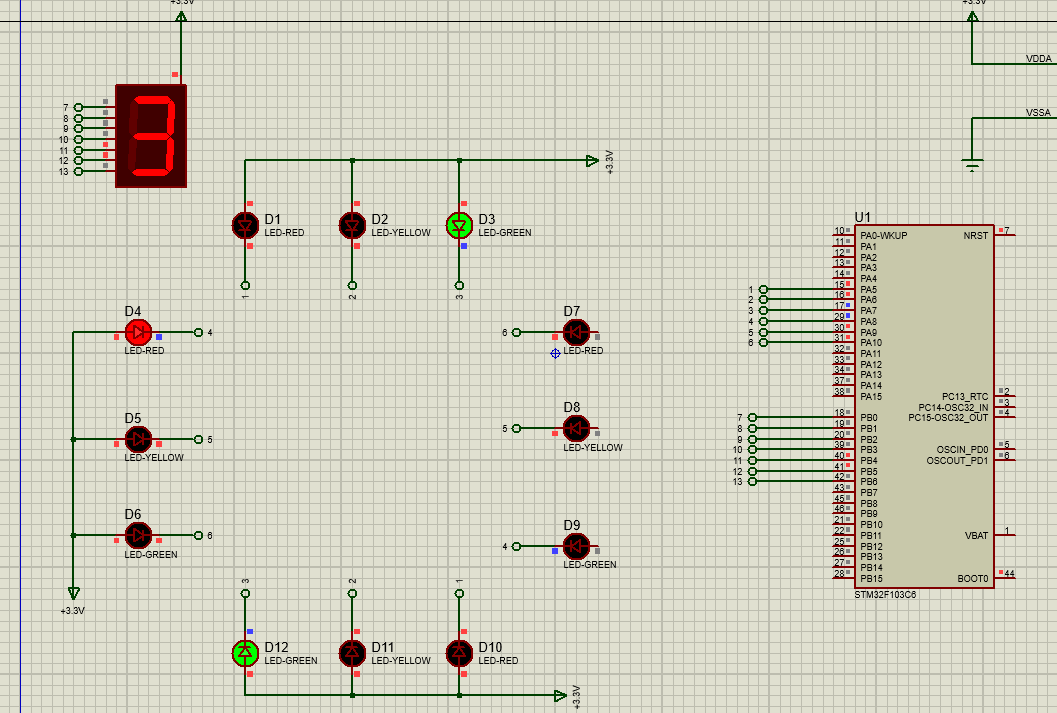 +3.3V
+3.3V
VDDA
7
8
9
10
11
12
13
VSSA
+3.3V
D1
LED-RED
D2
LED-YELLOW
D3
LED-GREEN
1
2
3
D4
LED-RED
4
D5
LED-YELLOW
5
D6
LED-GREEN
6
+3.3V
D7
LED-RED
6
D8
LED-YELLOW
5
D9
LED-GREEN
4
3
2
1
D12
LED-GREEN
D11
LED-YELLOW
D10
LED-RED
+3.3V
U1
10 PA0-WKUP NRST 7
11 PA1
12 PA2
13 PA3
14 PA4
1 15 PA5
2 16 PA6
3 17 PA7
4 29 PA8
5 30 PA9
6 31 PA10
32 PA11
33 PA12
34 PA13
37 PA14
38 PA15
PC13_RTC 2
PC14-OSC32_IN 3
PC15-OSC32_OUT 4
7 18 PB0
8 19 PB1
9 20 PB2
10 39 PB3
11 40 PB4
12 41 PB5
13 42 PB6
43 PB7
45 PB8
46 PB9
21 PB10
22 PB11
25 PB12
26 PB13
27 PB14
28 PB15
OSCIN_PD0 5
OSCOUT_PD1 6
VBAT 1
BOOT0 44
STM32F103C6